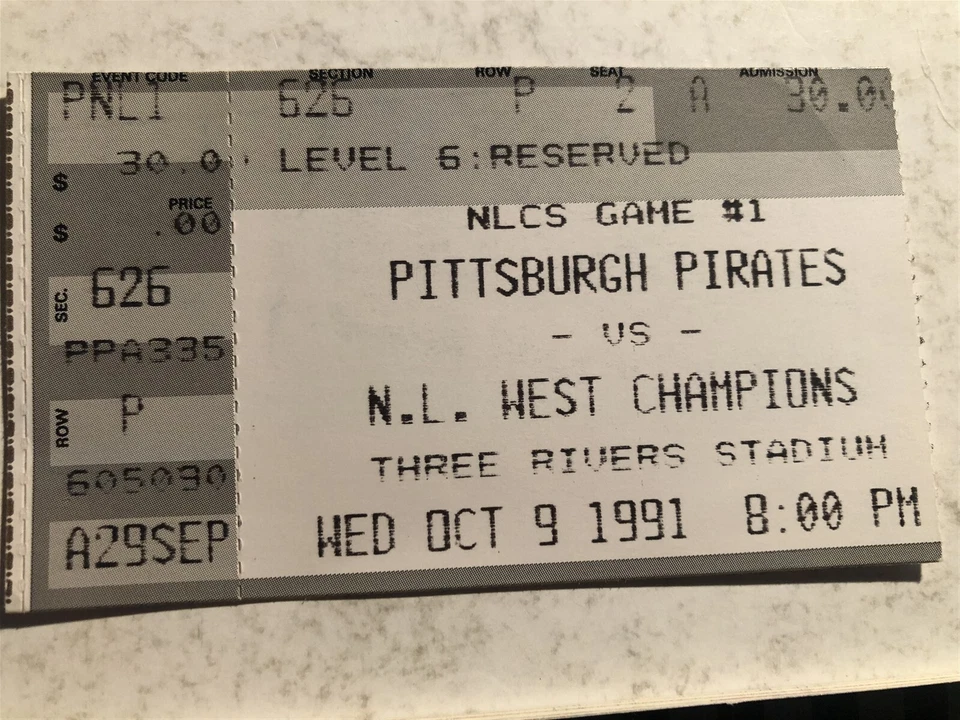 EVENT CODE SECTION ROW SEAT ADMISSION
PNL1 626 P 2 A 30.00
$ 30.0 LEVEL 6:RESERVED
PRICE
$ .00
NLCS GAME #1
SEC. 626
PITTSBURGH PIRATES
- VS -
PPA335
ROW P
N.L. WEST CHAMPIONS
605090
THREE RIVERS STADIUM
A29SEP
WED OCT 9 1991 8:00 PM